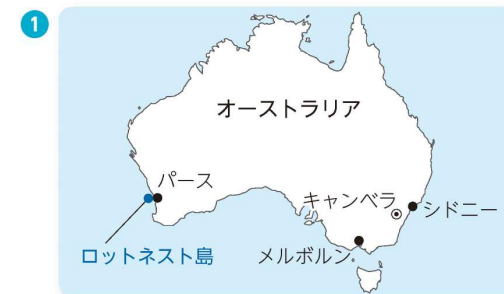 1
オーストラリア
パース
キャンベラ
シドニー
ロットネスト島
メルボルン